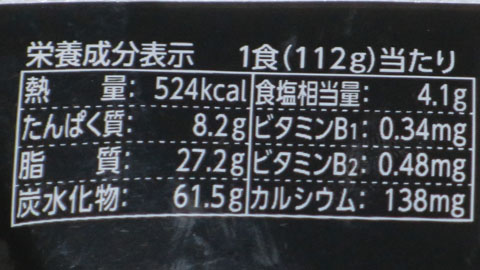 栄養成分表示 1食(112g)当たり
熱量: 524kcal 食塩相当量: 4.1g
たんぱく質: 8.2g ビタミンB1: 0.34mg
脂質: 27.2g ビタミンB2: 0.48mg
炭水化物: 61.5g カルシウム: 138mg